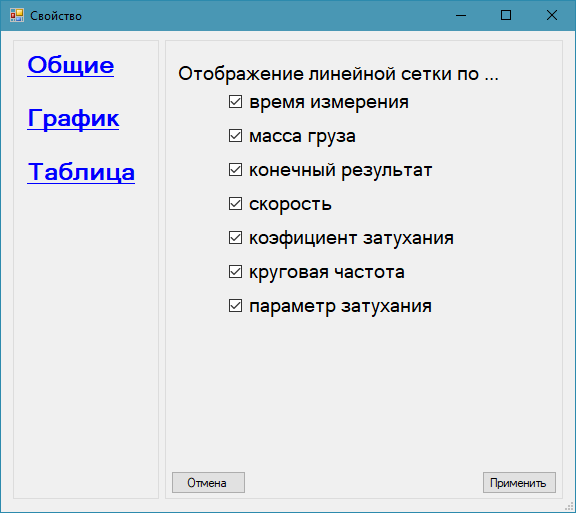 Свойство
Общие
График
Таблица
Отображение линейной сетки по ...
время измерения
масса груза
конечный результат
скорость
коэфициент затухания
круговая частота
параметр затухания
Отмена
Применить